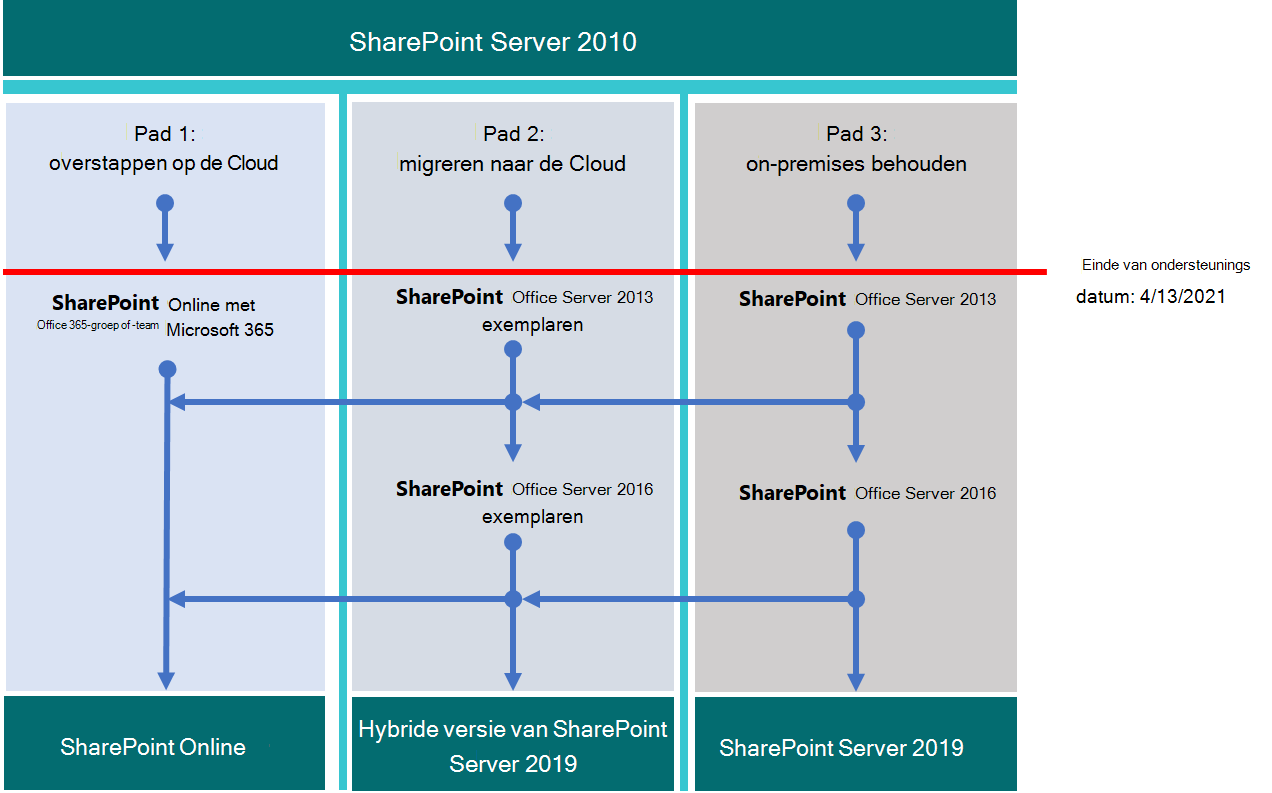 SharePoint Server 2010
Pad 1:
overstappen op de Cloud
Pad 2:
migreren naar de Cloud
Pad 3:
on-premises behouden
Einde van ondersteunings
datum: 4/13/2021
SharePoint Online met
Office 365-groep of -team Microsoft 365
SharePoint Office Server 2013
exemplaren
SharePoint Office Server 2013
SharePoint Office Server 2016
exemplaren
SharePoint Office Server 2016
SharePoint Online
Hybride versie van SharePoint
Server 2019
SharePoint Server 2019